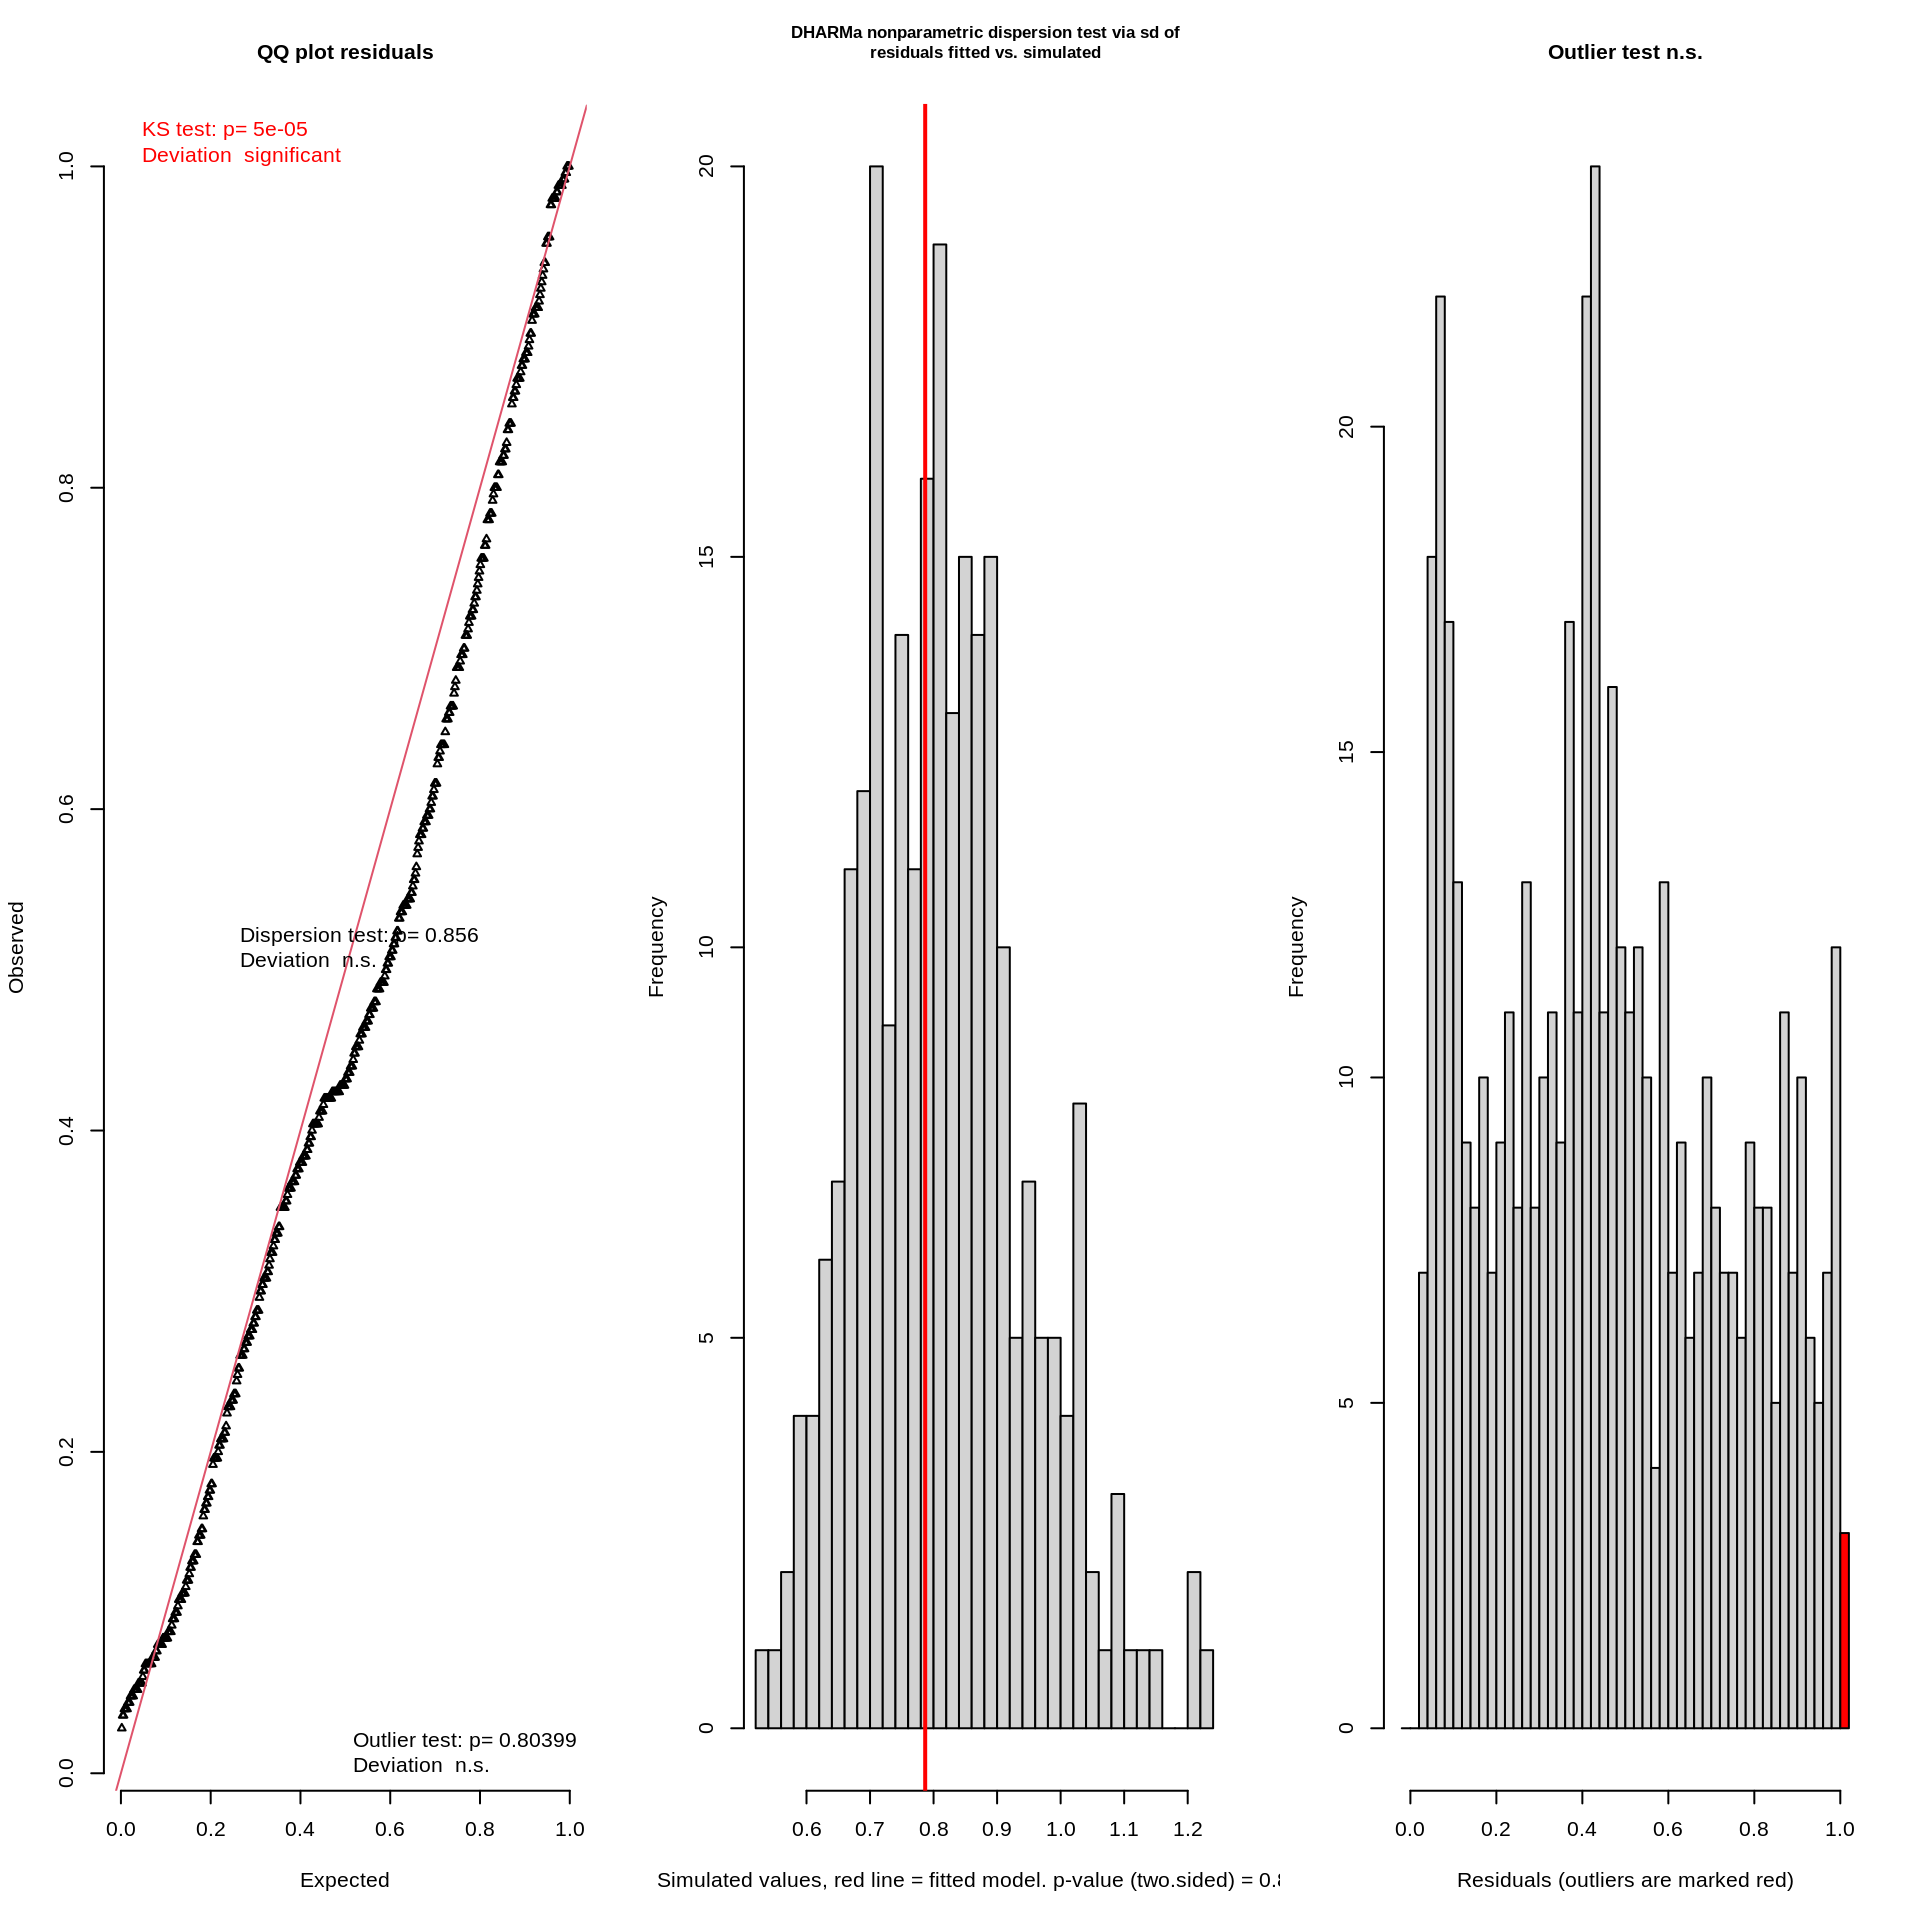 QQ plot residuals
KS test: p= 5e-05
Deviation  significant
Dispersion test: p= 0.856
Deviation  n.s.
Outlier test: p= 0.80399
Deviation  n.s.
Observed
0.0
0.2
0.4
0.6
0.8
1.0
0.0 0.2 0.4 0.6 0.8 1.0
Expected
DHARMa nonparametric dispersion test via sd of
residuals fitted vs. simulated
Frequency
0
5
10
15
20
0.6 0.7 0.8 0.9 1.0 1.1 1.2
Simulated values, red line = fitted model. p-value (two.sided) =
Outlier test n.s.
Frequency
0
5
10
15
20
0.0 0.2 0.4 0.6 0.8 1.0
Residuals (outliers are marked red)